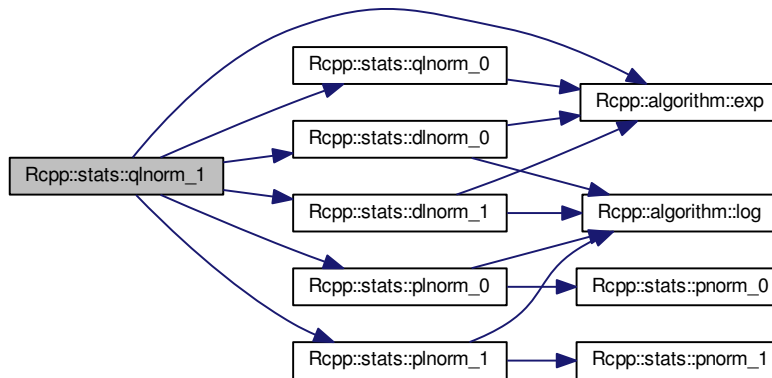 Rcpp::stats::qlnorm_1
Rcpp::stats::qlnorm_0
Rcpp::stats::dlnorm_0
Rcpp::stats::dlnorm_1
Rcpp::stats::plnorm_0
Rcpp::stats::plnorm_1
Rcpp::algorithm::exp
Rcpp::algorithm::log
Rcpp::stats::pnorm_0
Rcpp::stats::pnorm_1